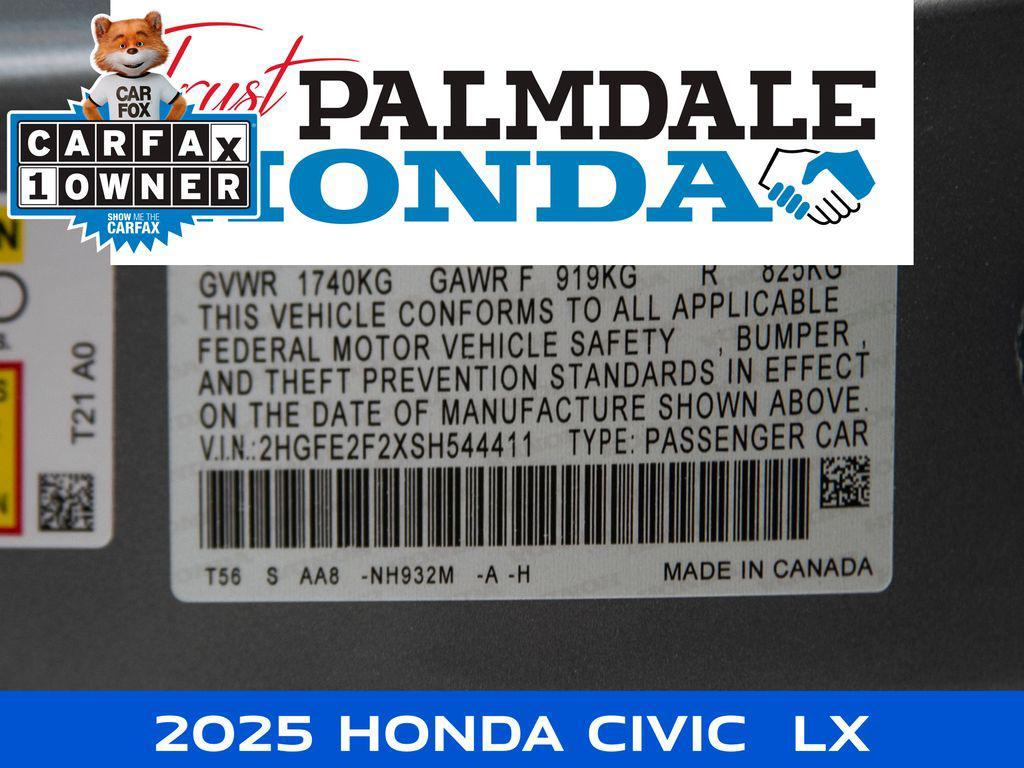 Trust
PALMDALE
HONDA
CAR
FOX
CARFAX
1 OWNER
SHOW ME THE
CARFAX
GVWR 1740KG GAWR F 919KG R 825KG
THIS VEHICLE CONFORMS TO ALL APPLICABLE
FEDERAL MOTOR VEHICLE SAFETY , BUMPER ,
AND THEFT PREVENTION STANDARDS IN EFFECT
ON THE DATE OF MANUFACTURE SHOWN ABOVE.
V.I.N.:2HGFE2F2XSH544411 TYPE: PASSENGER CAR
T56 S AA8 -NH932M -A -H MADE IN CANADA
T21 A0
2025 HONDA CIVIC LX